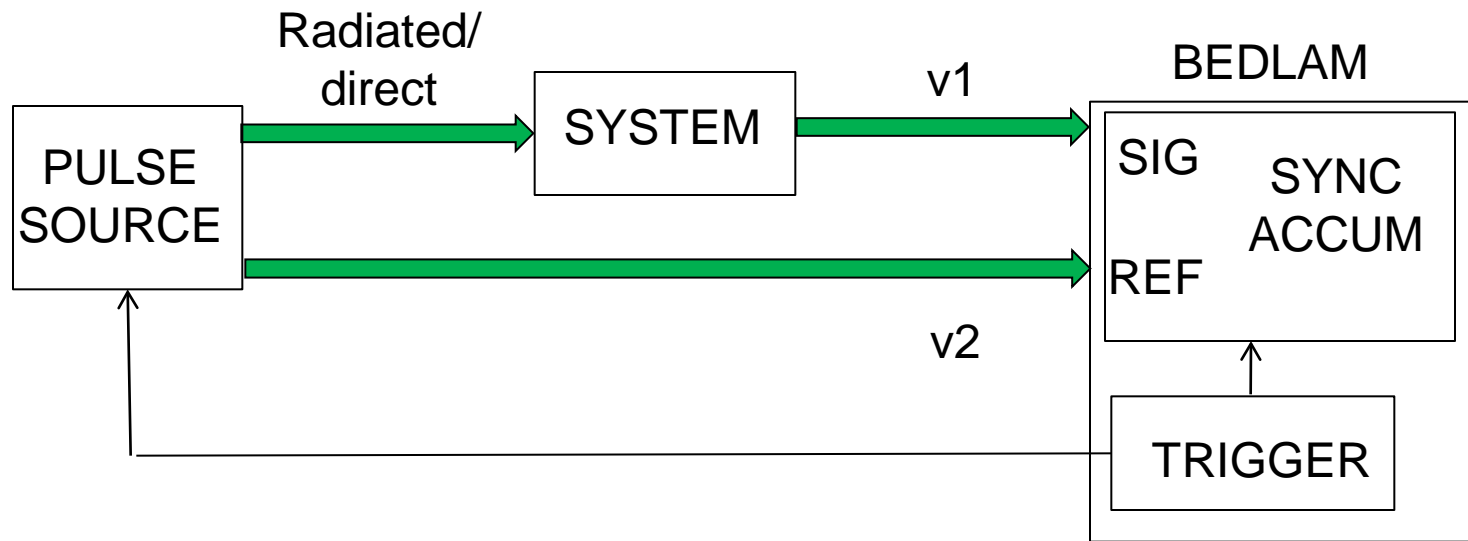 Radiated/
direct
PULSE
SOURCE
SYSTEM
v1
BEDLAM
SIG
SYNC
ACCUM
REF
v2
TRIGGER